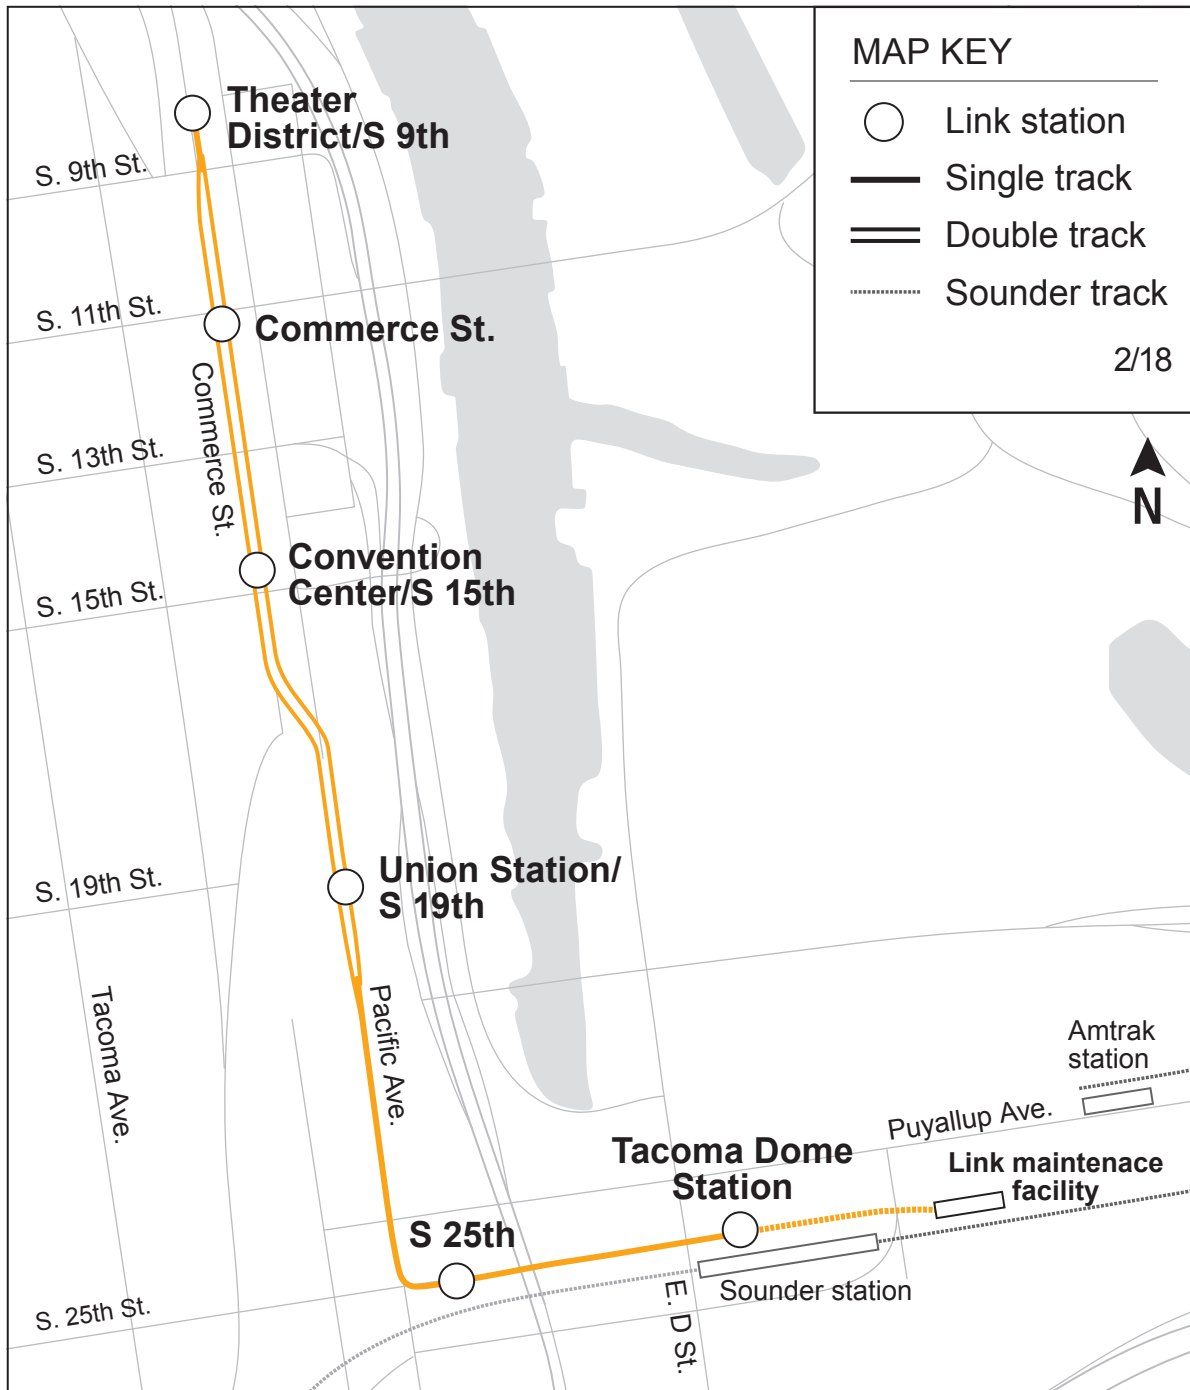 MAP KEY
Link station
Single track
Double track
Sounder track
2/18
N
Theater
District/S 9th
S. 9th St.
S. 11th St.
Commerce St.
Commerce St.
S. 13th St.
Convention
Center/S 15th
S. 15th St.
Union Station/
S 19th
S. 19th St.
Tacoma Ave.
Pacific Ave.
Amtrak
station
Puyallup Ave.
Tacoma Dome
Station
Link maintenace
facility
S 25th
Sounder station
S. 25th St.
E. D St.